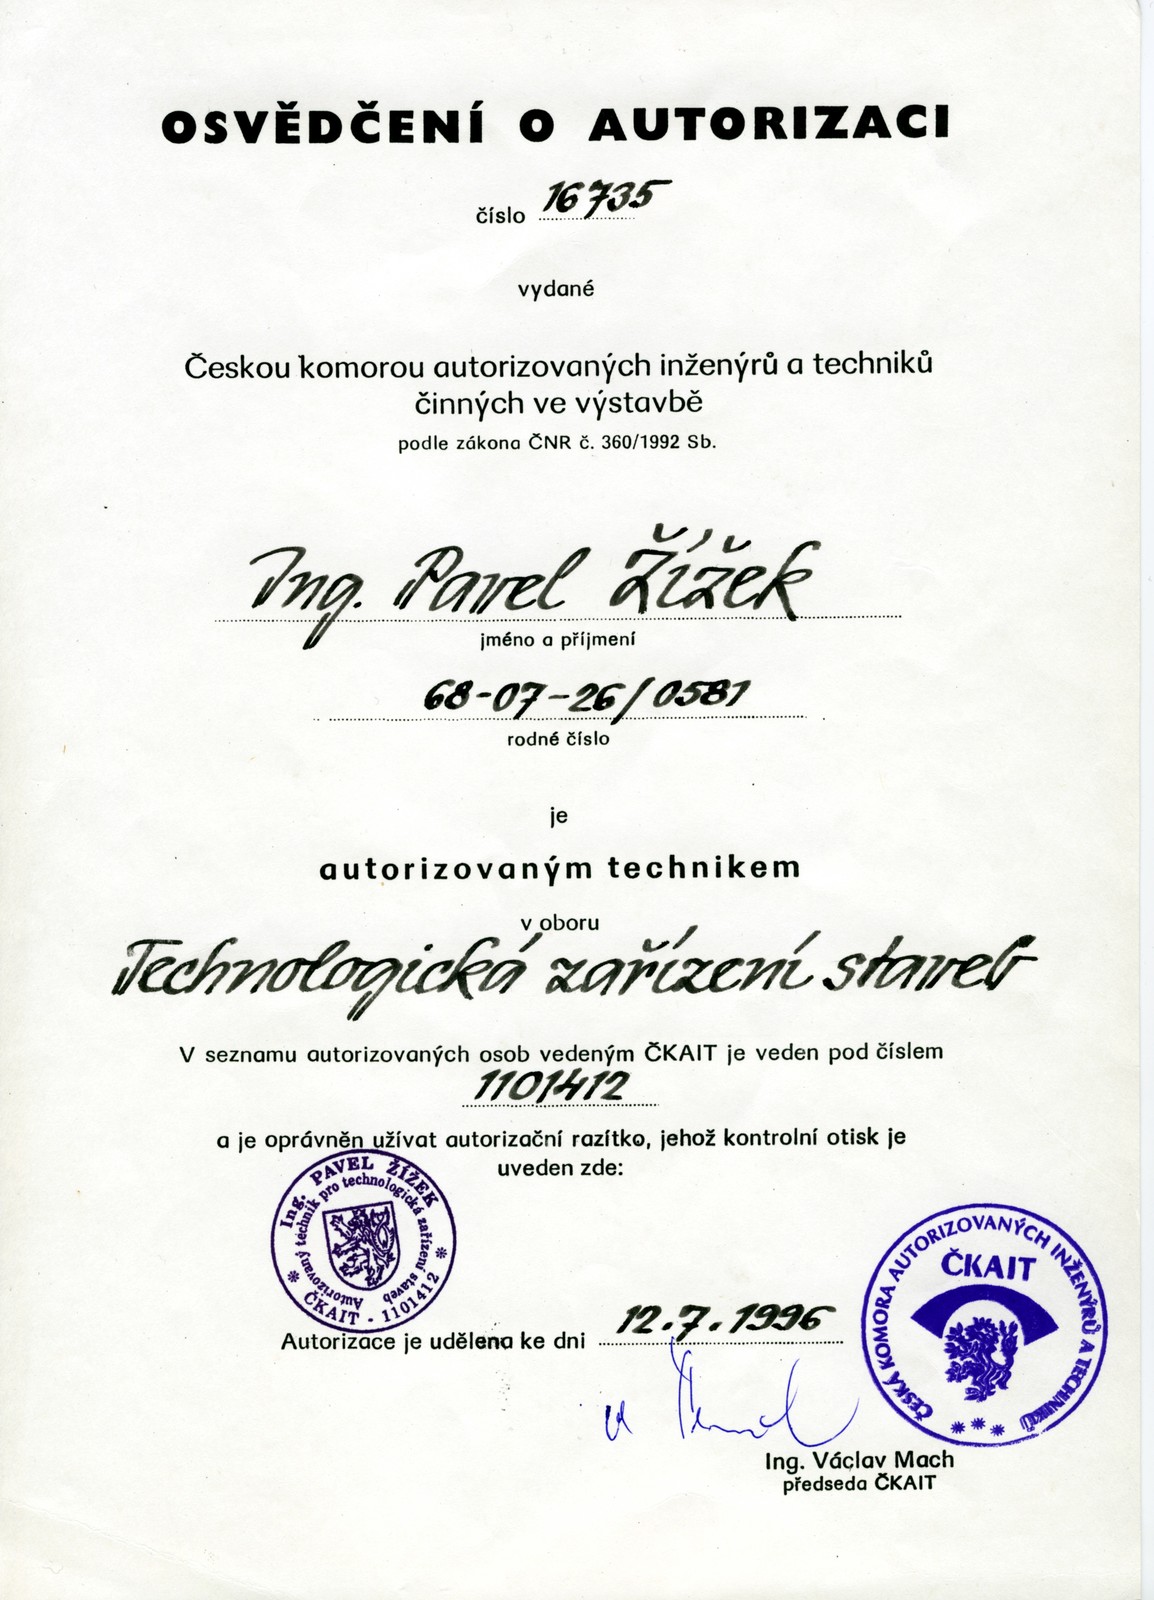 OSVĚDČENÍ O AUTORIZACI
číslo 16735
vydané
Českou komorou autorizovaných inženýrů a techniků
činných ve výstavbě
podle zákona ČNR č. 360/1992 Sb.
Ing. Pavel Žížek
jméno a příjmení
68-07-26/0581
rodné číslo
je
autorizovaným technikem
v oboru
Technologická zařízení staveb
V seznamu autorizovaných osob vedeným ČKAIT je veden pod číslem
1101412
a je oprávněn užívat autorizační razítko, jehož kontrolní otisk je
uveden zde:
Ing. PAVEL ŽÍŽEK
Autorizovaný technik pro technologická zařízení staveb
ČKAIT - 1101412
ČESKÁ KOMORA AUTORIZOVANÝCH INŽENÝRŮ A TECHNIKŮ
ČKAIT
Autorizace je udělena ke dni 12.7.1996
Ing. Václav Mach
předseda ČKAIT